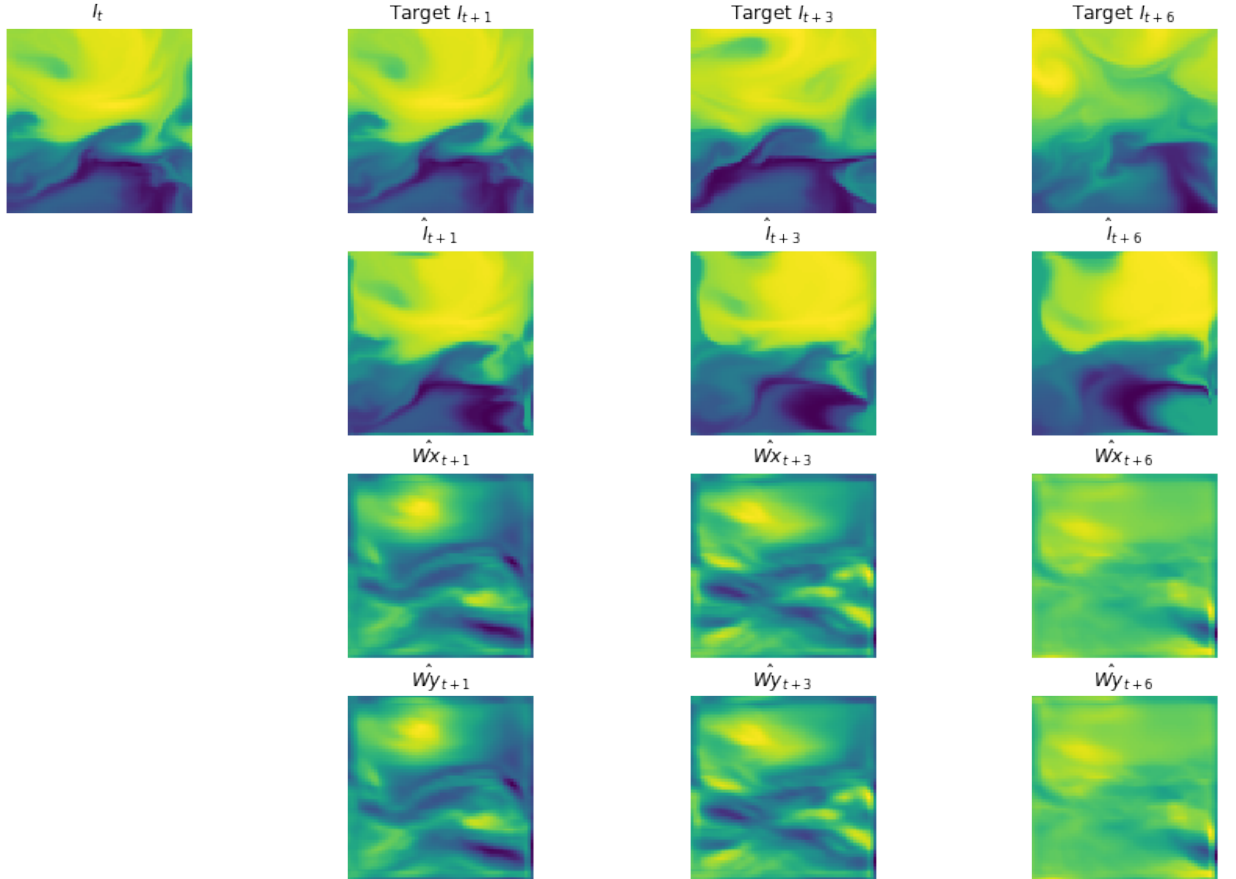 I_t Target I_{t+1} Target I_{t+3} Target I_{t+6}
Î_{t+1} Î_{t+3} Î_{t+6}
Ŵx_{t+1} Ŵx_{t+3} Ŵx_{t+6}
Ŵy_{t+1} Ŵy_{t+3} Ŵy_{t+6}